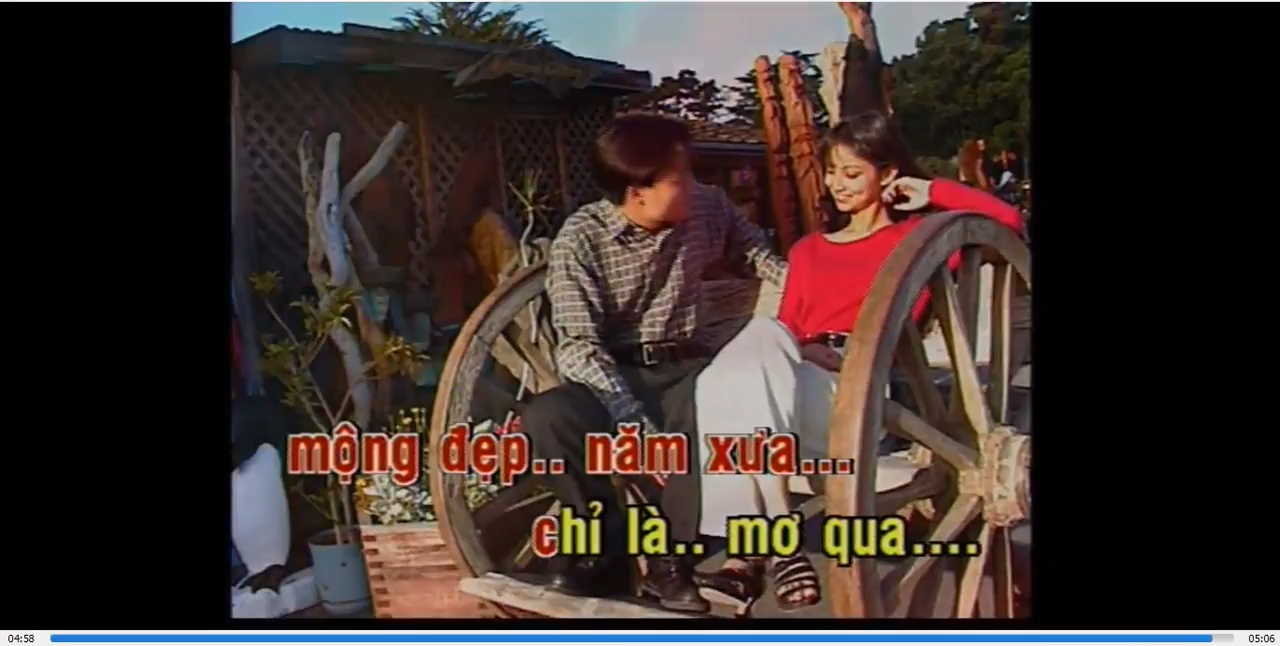 mộng đẹp.. năm xưa...
chỉ là.. mơ qua....
04:58
05:06